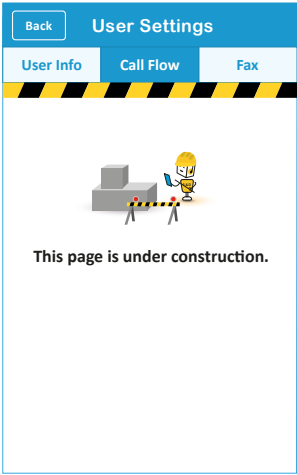 Back
User Settings
User Info
Call Flow
Fax
This page is under construction.